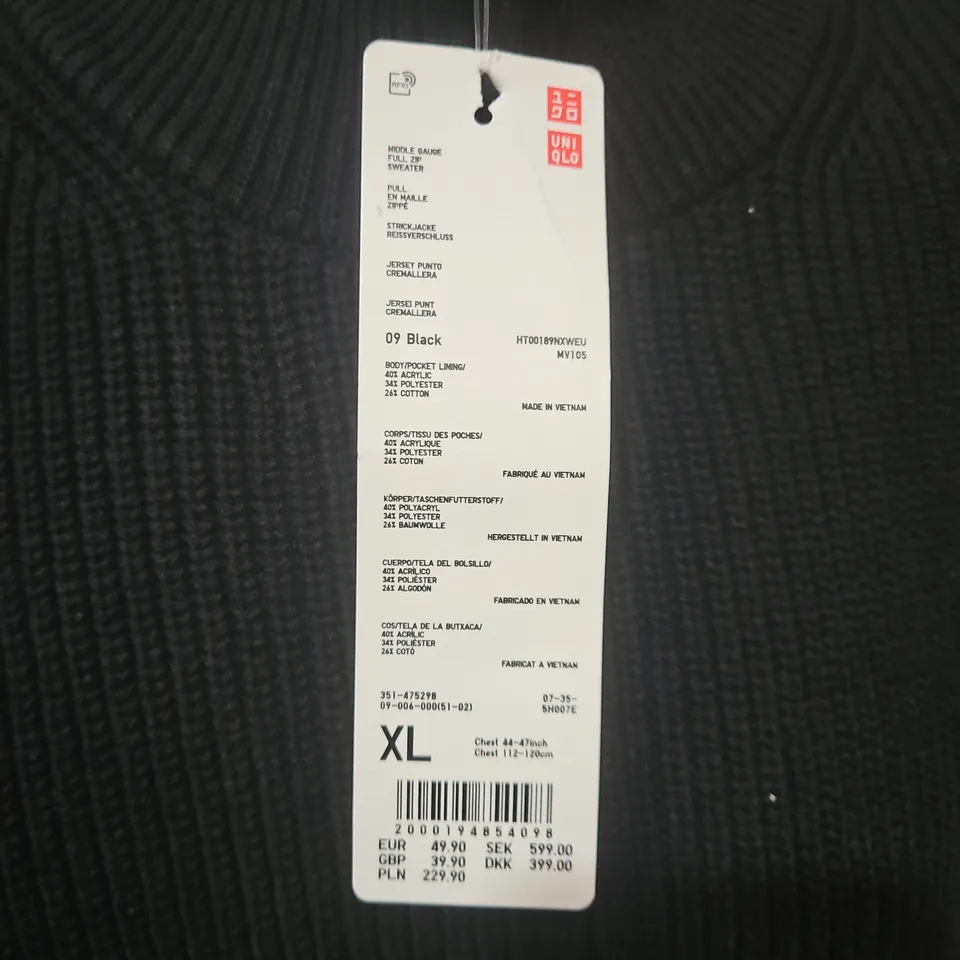 RFID
ユニ
クロ
UNI
QLO
MIDDLE GAUGE
FULL ZIP
SWEATER
PULL
EN MAILLE
ZIPPÉ
STRICKJACKE
REISSVERSCHLUSS
JERSEY PUNTO
CREMALLERA
JERSEI PUNT
CREMALLERA
09 Black
HT00189NXWEU
MV105
BODY/POCKET LINING/
40% ACRYLIC
34% POLYESTER
26% COTTON
MADE IN VIETNAM
CORPS/TISSU DES POCHES/
40% ACRYLIQUE
34% POLYESTER
26% COTON
FABRIQUÉ AU VIETNAM
KÖRPER/TASCHENFUTTERSTOFF/
40% POLYACRYL
34% POLYESTER
26% BAUMWOLLE
HERGESTELLT IN VIETNAM
CUERPO/TELA DEL BOLSILLO/
40% ACRÍLICO
34% POLIÉSTER
26% ALGODÓN
FABRICADO EN VIETNAM
COS/TELA DE LA BUTXACA/
40% ACRÍLIC
34% POLIÈSTER
26% COTÓ
FABRICAT A VIETNAM
351-475298
09-006-000(51-02)
07-35-
5H007E
XL
Chest 44-47inch
Chest 112-120cm
2000194854098
EUR 49.90 SEK 599.00
GBP 39.90 DKK 399.00
PLN 229.90